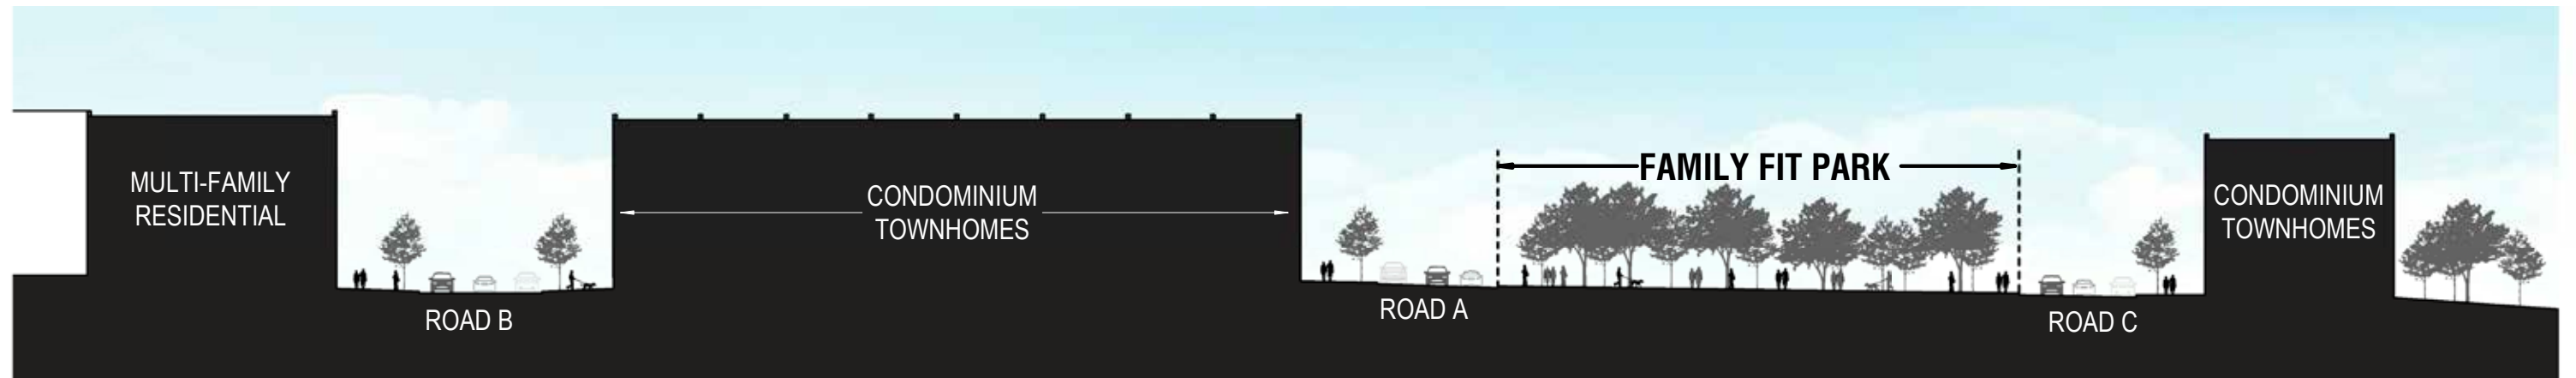 MULTI-FAMILY
RESIDENTIAL
ROAD B
CONDOMINIUM
TOWNHOMES
ROAD A
FAMILY FIT PARK
ROAD C
CONDOMINIUM
TOWNHOMES